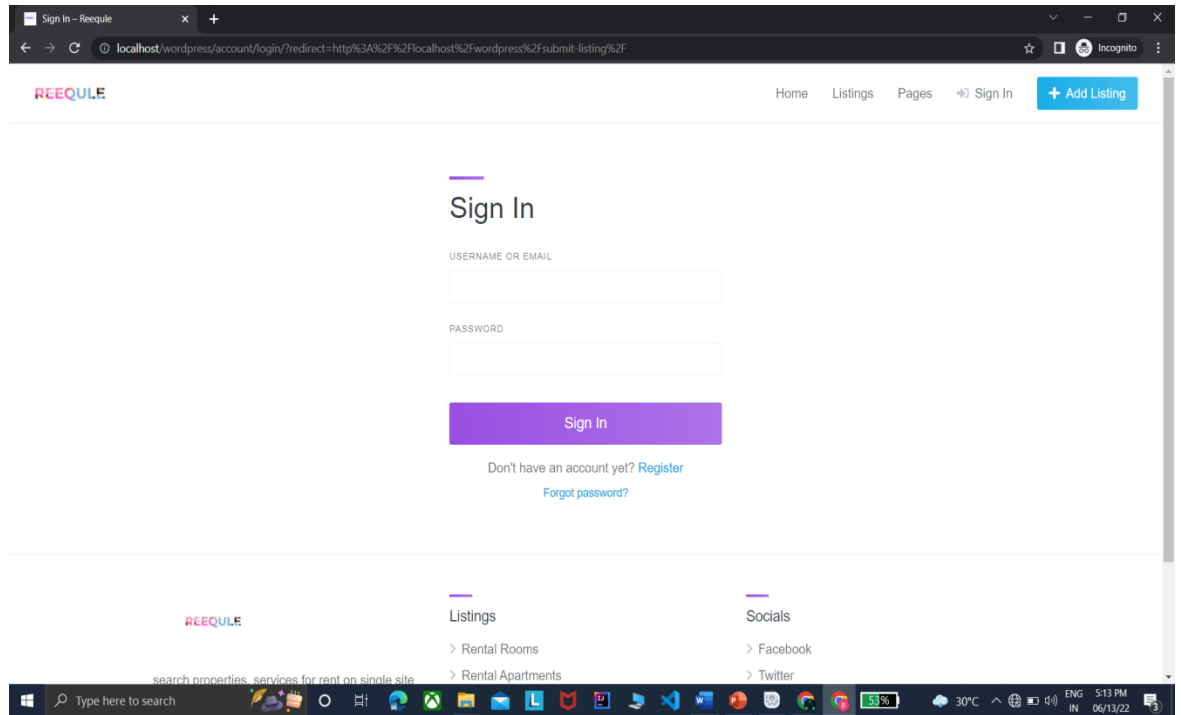 Sign In – Reequle
localhost/wordpress/account/login/?redirect=http%3A%2F%2Flocalhost%2Fwordpress%2Fsubmit-listing%2F
Incognito
REEQULE
Home Listings Pages Sign In + Add Listing
Sign In
USERNAME OR EMAIL
PASSWORD
Sign In
Don't have an account yet? Register
Forgot password?
REEQULE
search properties, services for rent on single site
Listings
Rental Rooms
Rental Apartments
Socials
Facebook
Twitter
Type here to search
53%
30°C
ENG
IN
5:13 PM
06/13/22
3